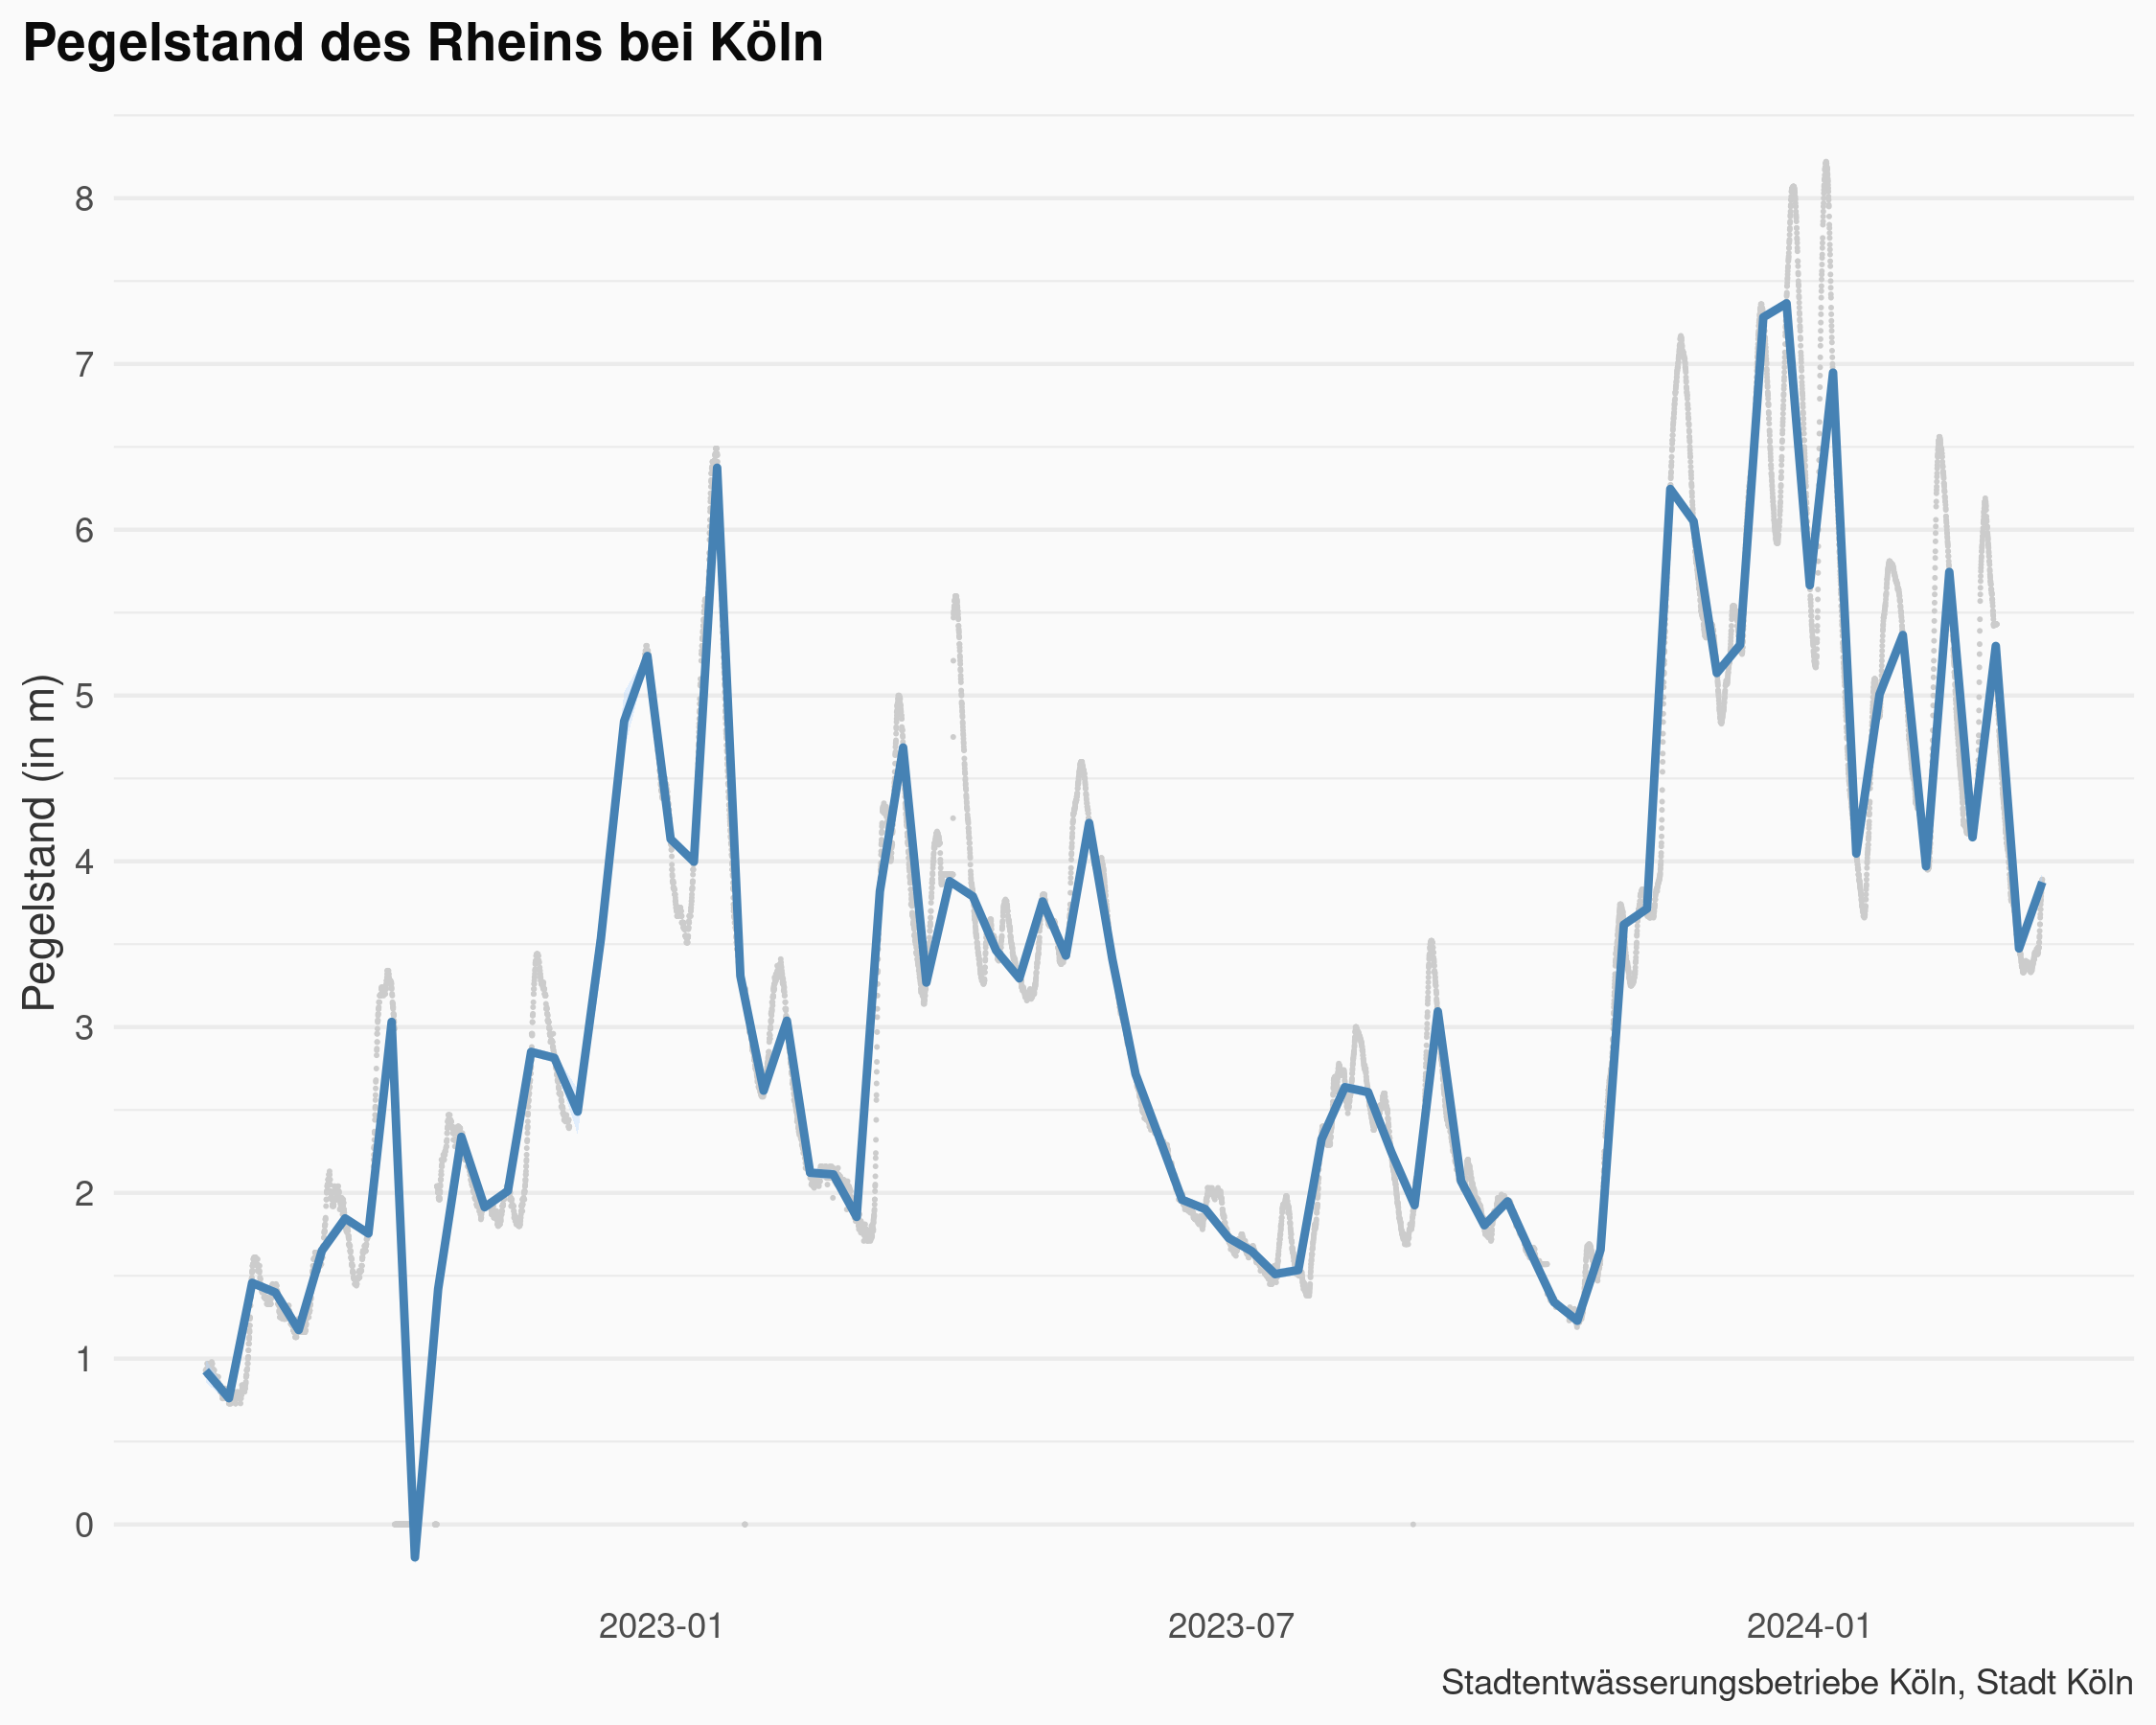 Pegelstand des Rheins bei Köln
Pegelstand (in m)
8
7
6
5
4
3
2
1
0
2023-01 2023-07 2024-01
Stadtentwässerungsbetriebe Köln, Stadt Köln